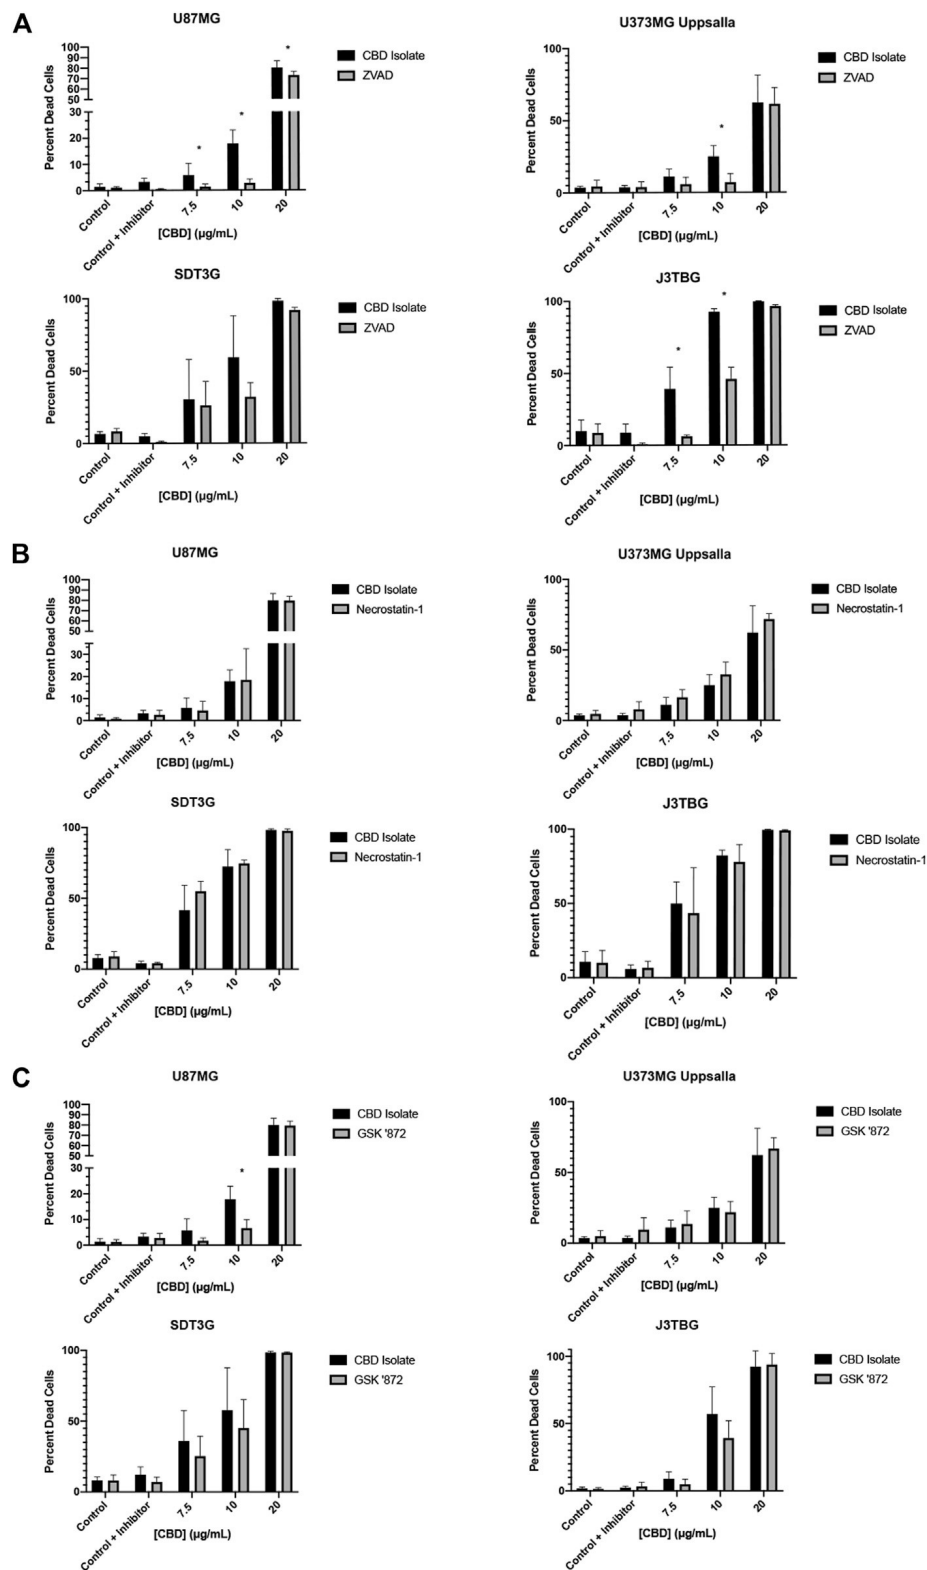 A
U87MG
Percent Dead Cells
100
90
80
70
60
50
30
20
10
0
Control
Control + Inhibitor
7.5
10
20
[CBD] (µg/mL)
*
*
*
CBD Isolate
ZVAD
U373MG Uppsalla
Percent Dead Cells
100
50
0
Control
Control + Inhibitor
7.5
10
20
[CBD] (µg/mL)
*
CBD Isolate
ZVAD
SDT3G
Percent Dead Cells
100
50
0
Control
Control + Inhibitor
7.5
10
20
[CBD] (µg/mL)
CBD Isolate
ZVAD
J3TBG
Percent Dead Cells
100
50
0
Control
Control + Inhibitor
7.5
10
20
[CBD] (µg/mL)
*
*
CBD Isolate
ZVAD
B
U87MG
Percent Dead Cells
100
90
80
70
60
50
30
20
10
0
Control
Control + Inhibitor
7.5
10
20
[CBD] (µg/mL)
CBD Isolate
Necrostatin-1
U373MG Uppsalla
Percent Dead Cells
100
50
0
Control
Control + Inhibitor
7.5
10
20
[CBD] (µg/mL)
CBD Isolate
Necrostatin-1
SDT3G
Percent Dead Cells
100
50
0
Control
Control + Inhibitor
7.5
10
20
[CBD] (µg/mL)
CBD Isolate
Necrostatin-1
J3TBG
Percent Dead Cells
100
50
0
Control
Control + Inhibitor
7.5
10
20
[CBD] (µg/mL)
CBD Isolate
Necrostatin-1
C
U87MG
Percent Dead Cells
100
90
80
70
60
50
30
20
10
0
Control
Control + Inhibitor
7.5
10
20
[CBD] (µg/mL)
*
CBD Isolate
GSK '872
U373MG Uppsalla
Percent Dead Cells
100
50
0
Control
Control + Inhibitor
7.5
10
20
[CBD] (µg/mL)
CBD Isolate
GSK '872
SDT3G
Percent Dead Cells
100
50
0
Control
Control + Inhibitor
7.5
10
20
[CBD] (µg/mL)
CBD Isolate
GSK '872
J3TBG
Percent Dead Cells
100
50
0
Control
Control + Inhibitor
7.5
10
20
[CBD] (µg/mL)
CBD Isolate
GSK '872